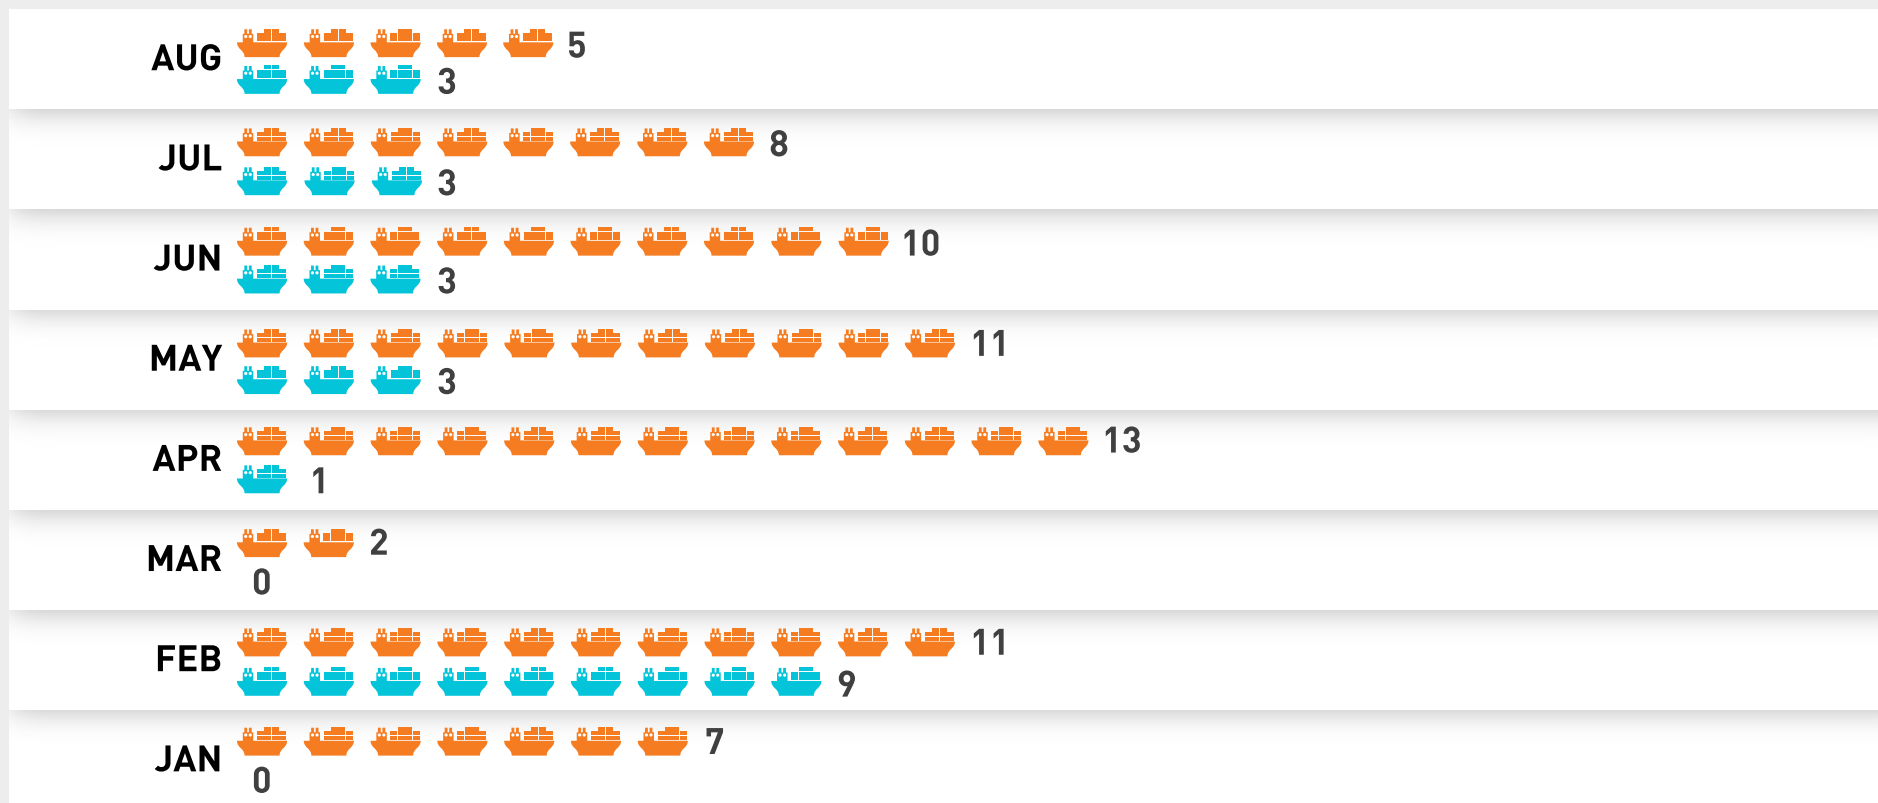 AUG 5
3
JUL 8
3
JUN 10
3
MAY 11
3
APR 13
1
MAR 2
0
FEB 11
9
JAN 7
0